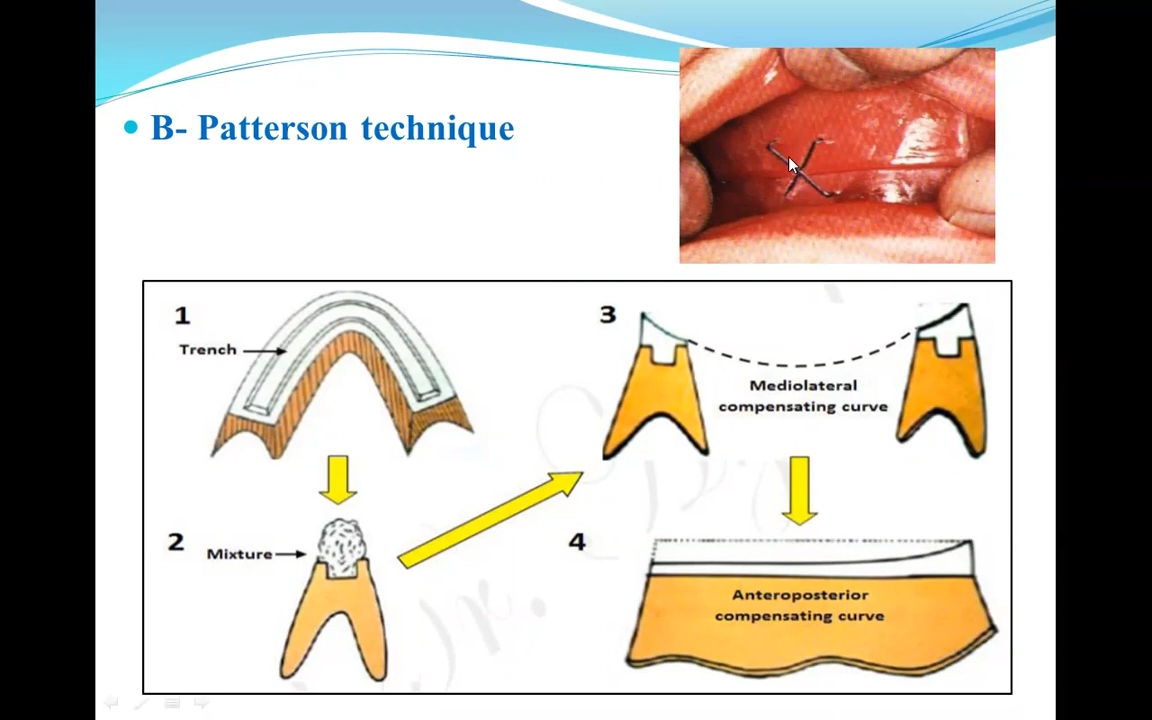 B- Patterson technique
1
Trench
2
Mixture
3
Mediolateral
compensating curve
4
Anteroposterior
compensating curve